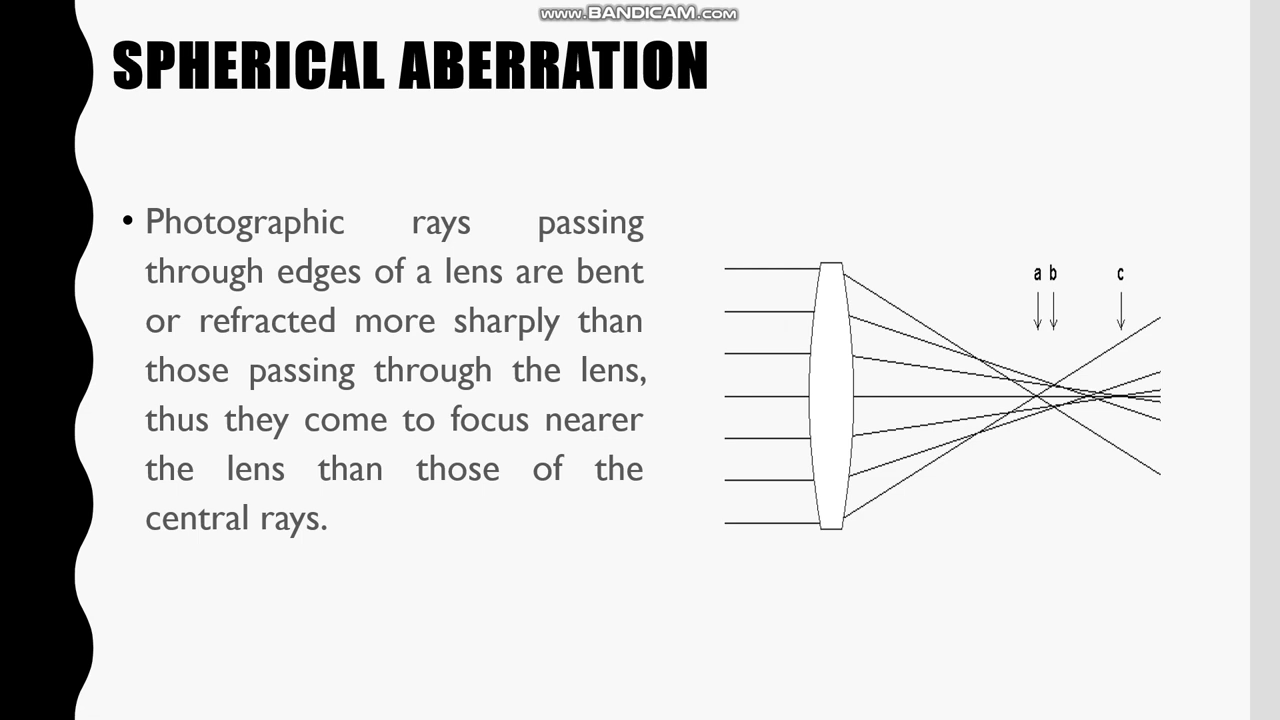 www.BANDICAM.com
SPHERICAL ABERRATION
• Photographic rays passing
through edges of a lens are bent
or refracted more sharply than
those passing through the lens,
thus they come to focus nearer
the lens than those of the
central rays.
a b c